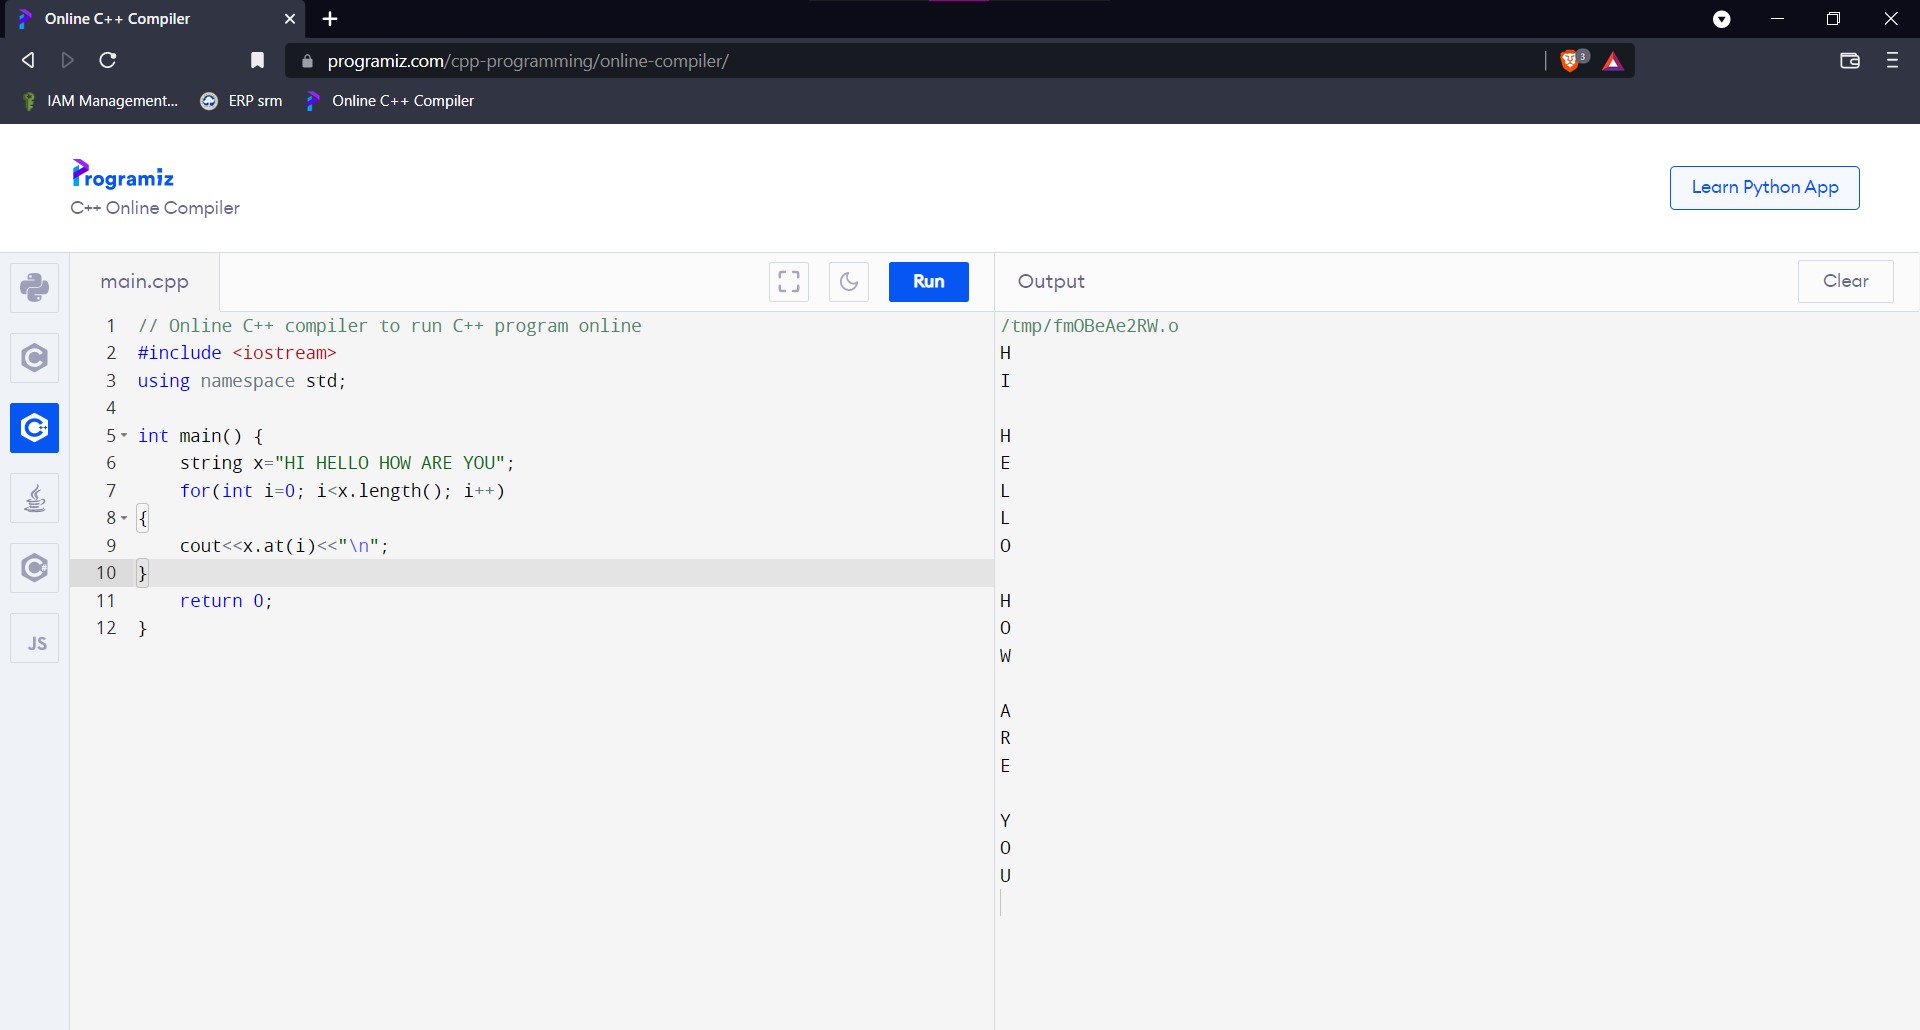 Online C++ Compiler
programiz.com/cpp-programming/online-compiler/
3
IAM Management... ERP srm Online C++ Compiler
Programiz
C++ Online Compiler
Learn Python App
main.cpp
Run
Output
Clear
1 // Online C++ compiler to run C++ program online
2 #include <iostream>
3 using namespace std;
4
5 int main() {
6     string x="HI HELLO HOW ARE YOU";
7     for(int i=0; i<x.length(); i++)
8 {
9     cout<<x.at(i)<<"\n";
10 }
11     return 0;
12 }
JS
/tmp/fmOBeAe2RW.o
H
I

H
E
L
L
O

H
O
W

A
R
E

Y
O
U